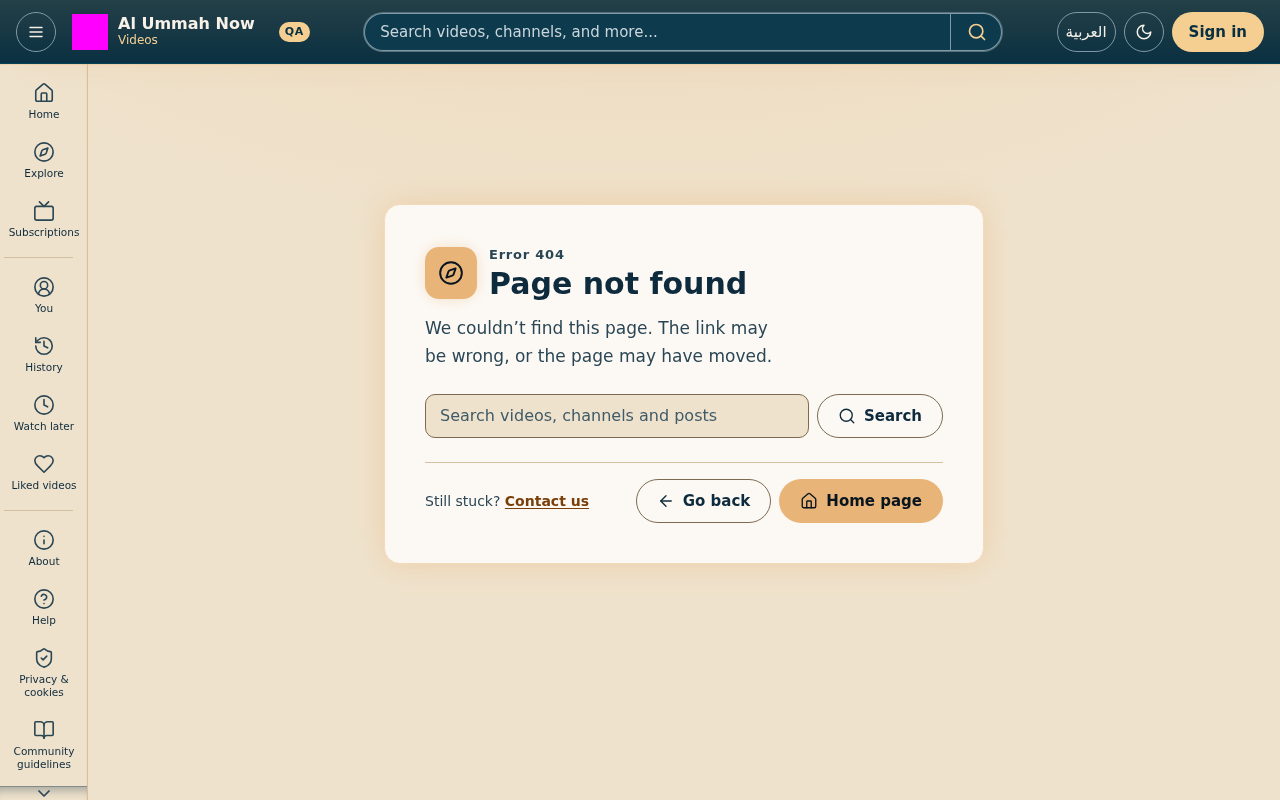 Al Ummah Now
Videos
QA
Search videos, channels, and more...
العربية
Sign in
Home
Explore
Subscriptions
You
History
Watch later
Liked videos
About
Help
Privacy &
cookies
Community
guidelines
Error 404
Page not found
We couldn’t find this page. The link may
be wrong, or the page may have moved.
Search videos, channels and posts
Search
Still stuck? Contact us
Go back
Home page